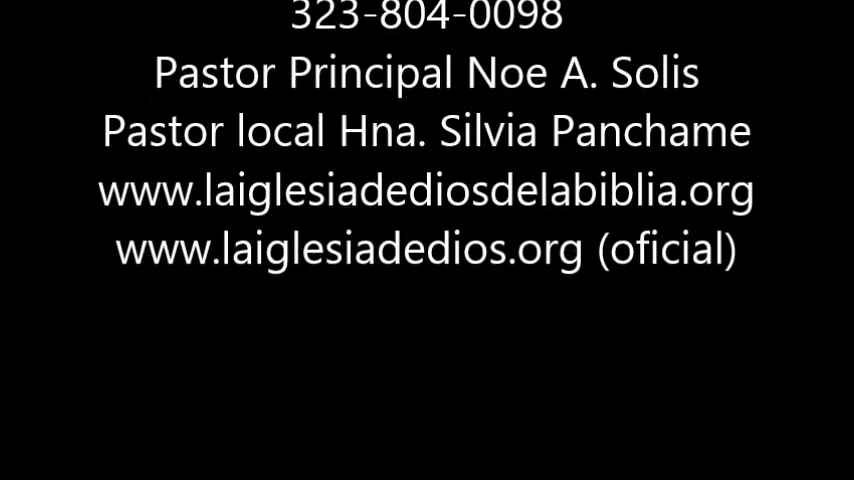 323-804-0098
Pastor Principal Noe A. Solis
Pastor local Hna. Silvia Panchame
www.laiglesiadediosdelabiblia.org
www.laiglesiadedios.org (oficial)